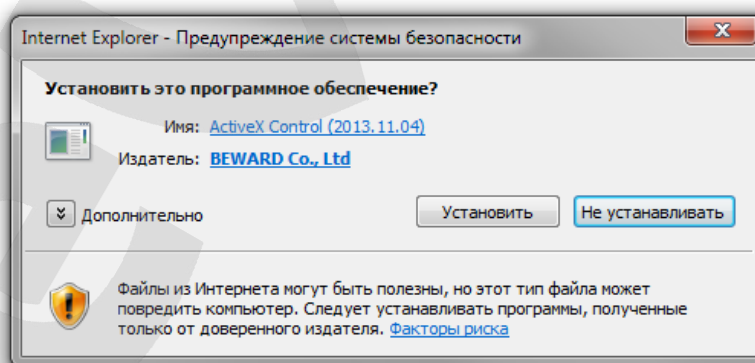 Internet Explorer - Предупреждение системы безопасности
Установить это программное обеспечение?
Имя: ActiveX Control (2013.11.04)
Издатель: BEWARD Co., Ltd
Дополнительно Установить Не устанавливать
Файлы из Интернета могут быть полезны, но этот тип файла может
повредить компьютер. Следует устанавливать программы, полученные
только от доверенного издателя. Факторы риска